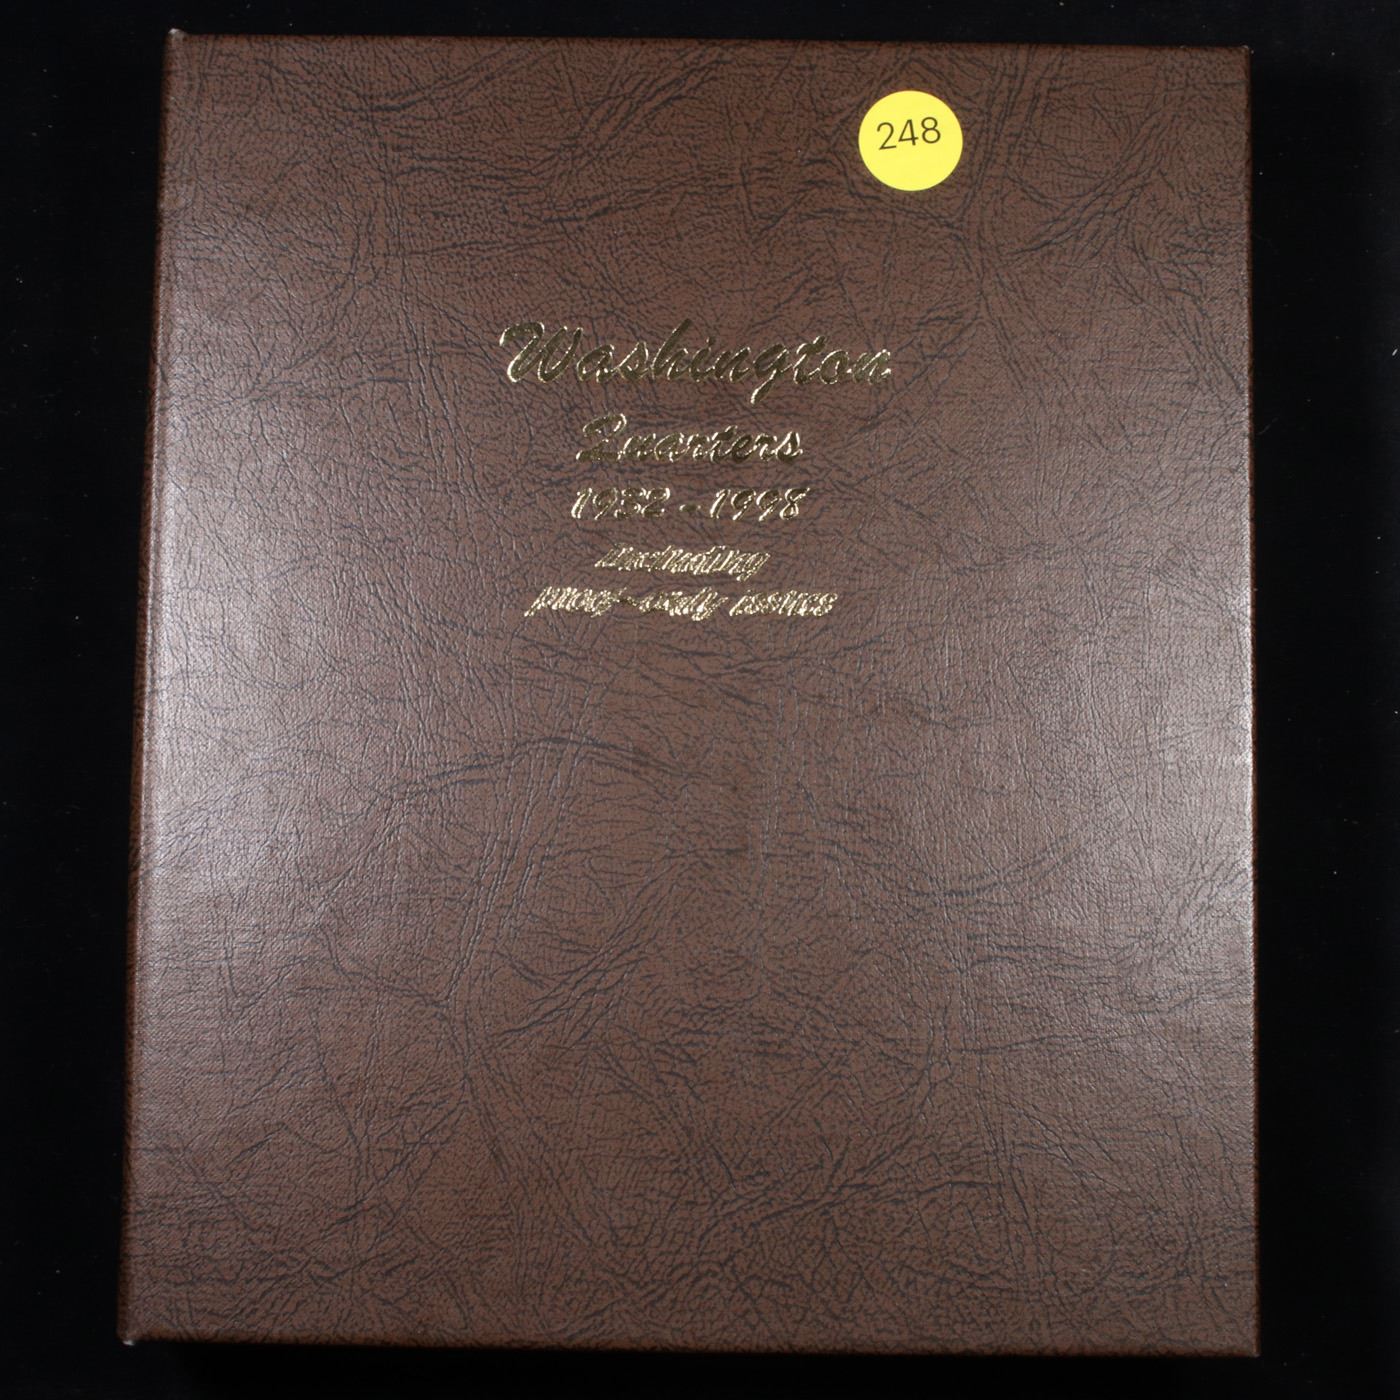 248
Washington
Quarters
1932-1998
including
proof-only issues